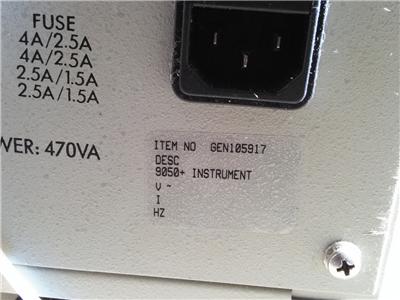 FUSE
4A/2.5A
4A/2.5A
2.5A/1.5A
2.5A/1.5A
WER: 470VA
ITEM NO GEN105917
DESC
9050+ INSTRUMENT
V ~
I
HZ